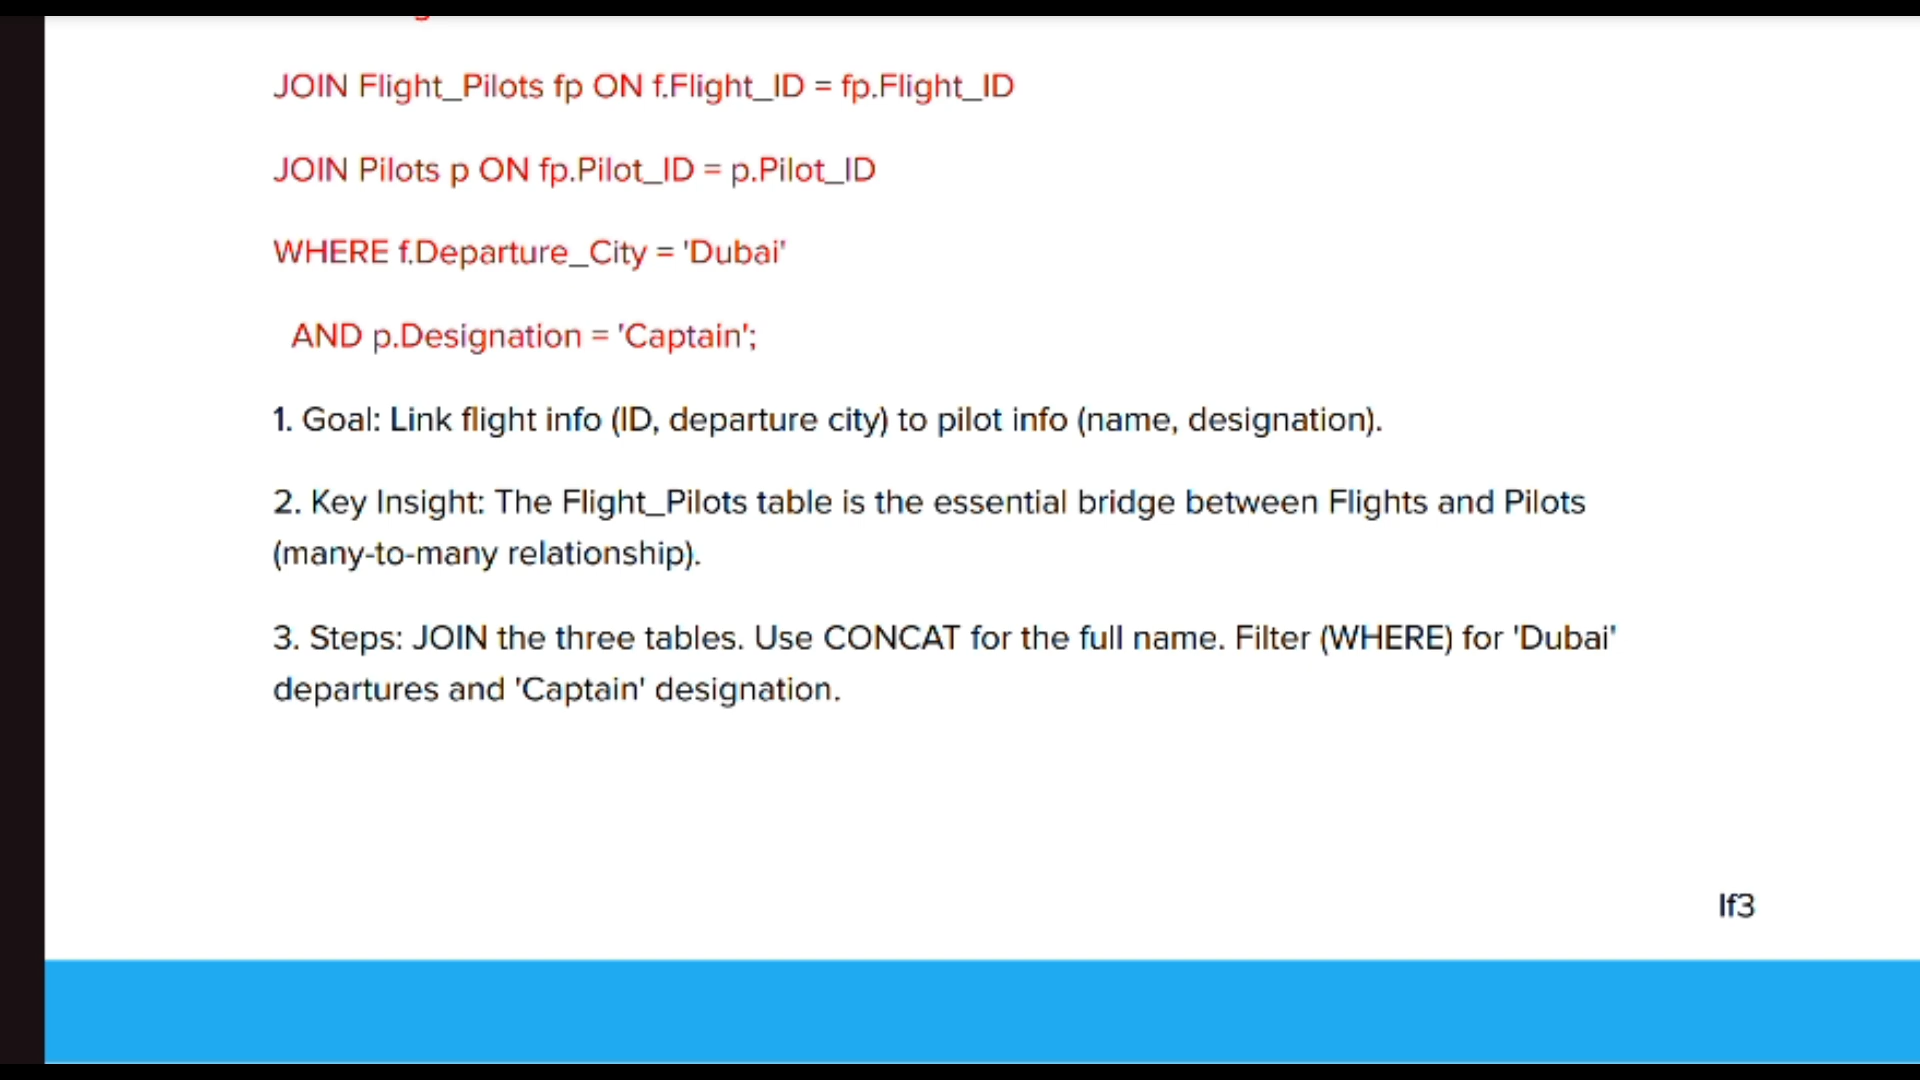 JOIN Flight_Pilots fp ON f.Flight_ID = fp.Flight_ID
JOIN Pilots p ON fp.Pilot_ID = p.Pilot_ID
WHERE f.Departure_City = 'Dubai'
AND p.Designation = 'Captain';
1. Goal: Link flight info (ID, departure city) to pilot info (name, designation).
2. Key Insight: The Flight_Pilots table is the essential bridge between Flights and Pilots
(many-to-many relationship).
3. Steps: JOIN the three tables. Use CONCAT for the full name. Filter (WHERE) for 'Dubai'
departures and 'Captain' designation.
If3